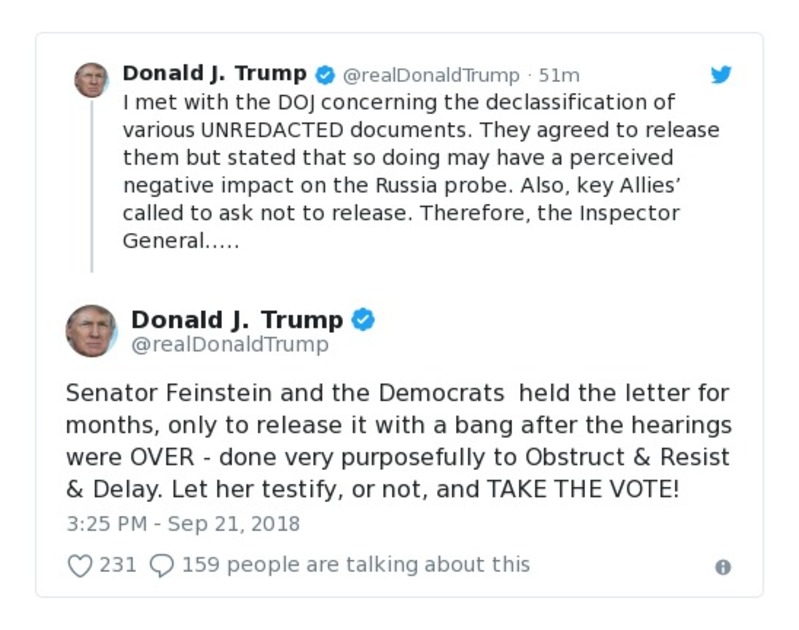 Donald J. Trump @realDonaldTrump · 51m
I met with the DOJ concerning the declassification of
various UNREDACTED documents. They agreed to release
them but stated that so doing may have a perceived
negative impact on the Russia probe. Also, key Allies’
called to ask not to release. Therefore, the Inspector
General.....
Donald J. Trump
@realDonaldTrump
Senator Feinstein and the Democrats held the letter for
months, only to release it with a bang after the hearings
were OVER - done very purposefully to Obstruct & Resist
& Delay. Let her testify, or not, and TAKE THE VOTE!
3:25 PM - Sep 21, 2018
231 159 people are talking about this